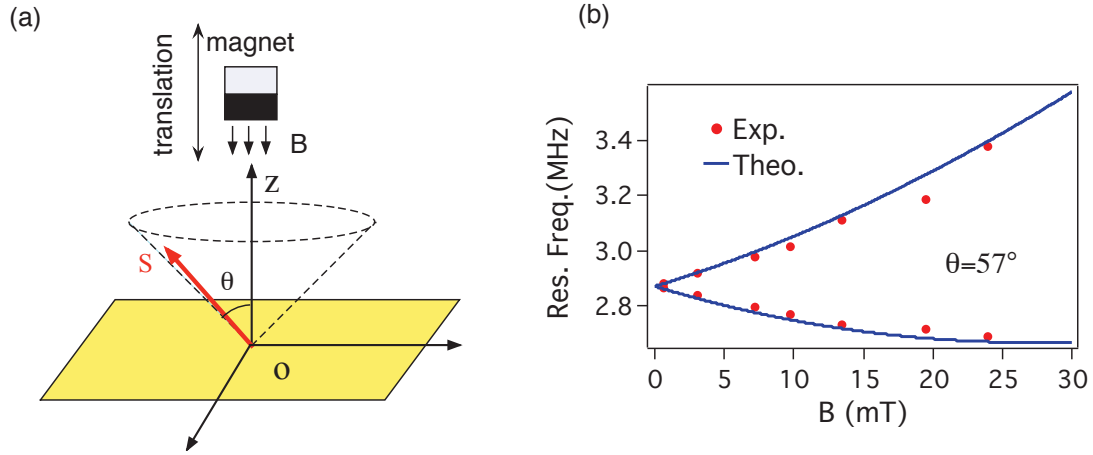 (a)
translation
magnet
B
z
S
θ
O
(b)
Res. Freq.(MHz)
3.4
3.2
3.0
2.8
Exp.
Theo.
θ=57°
0 5 10 15 20 25 30
B (mT)